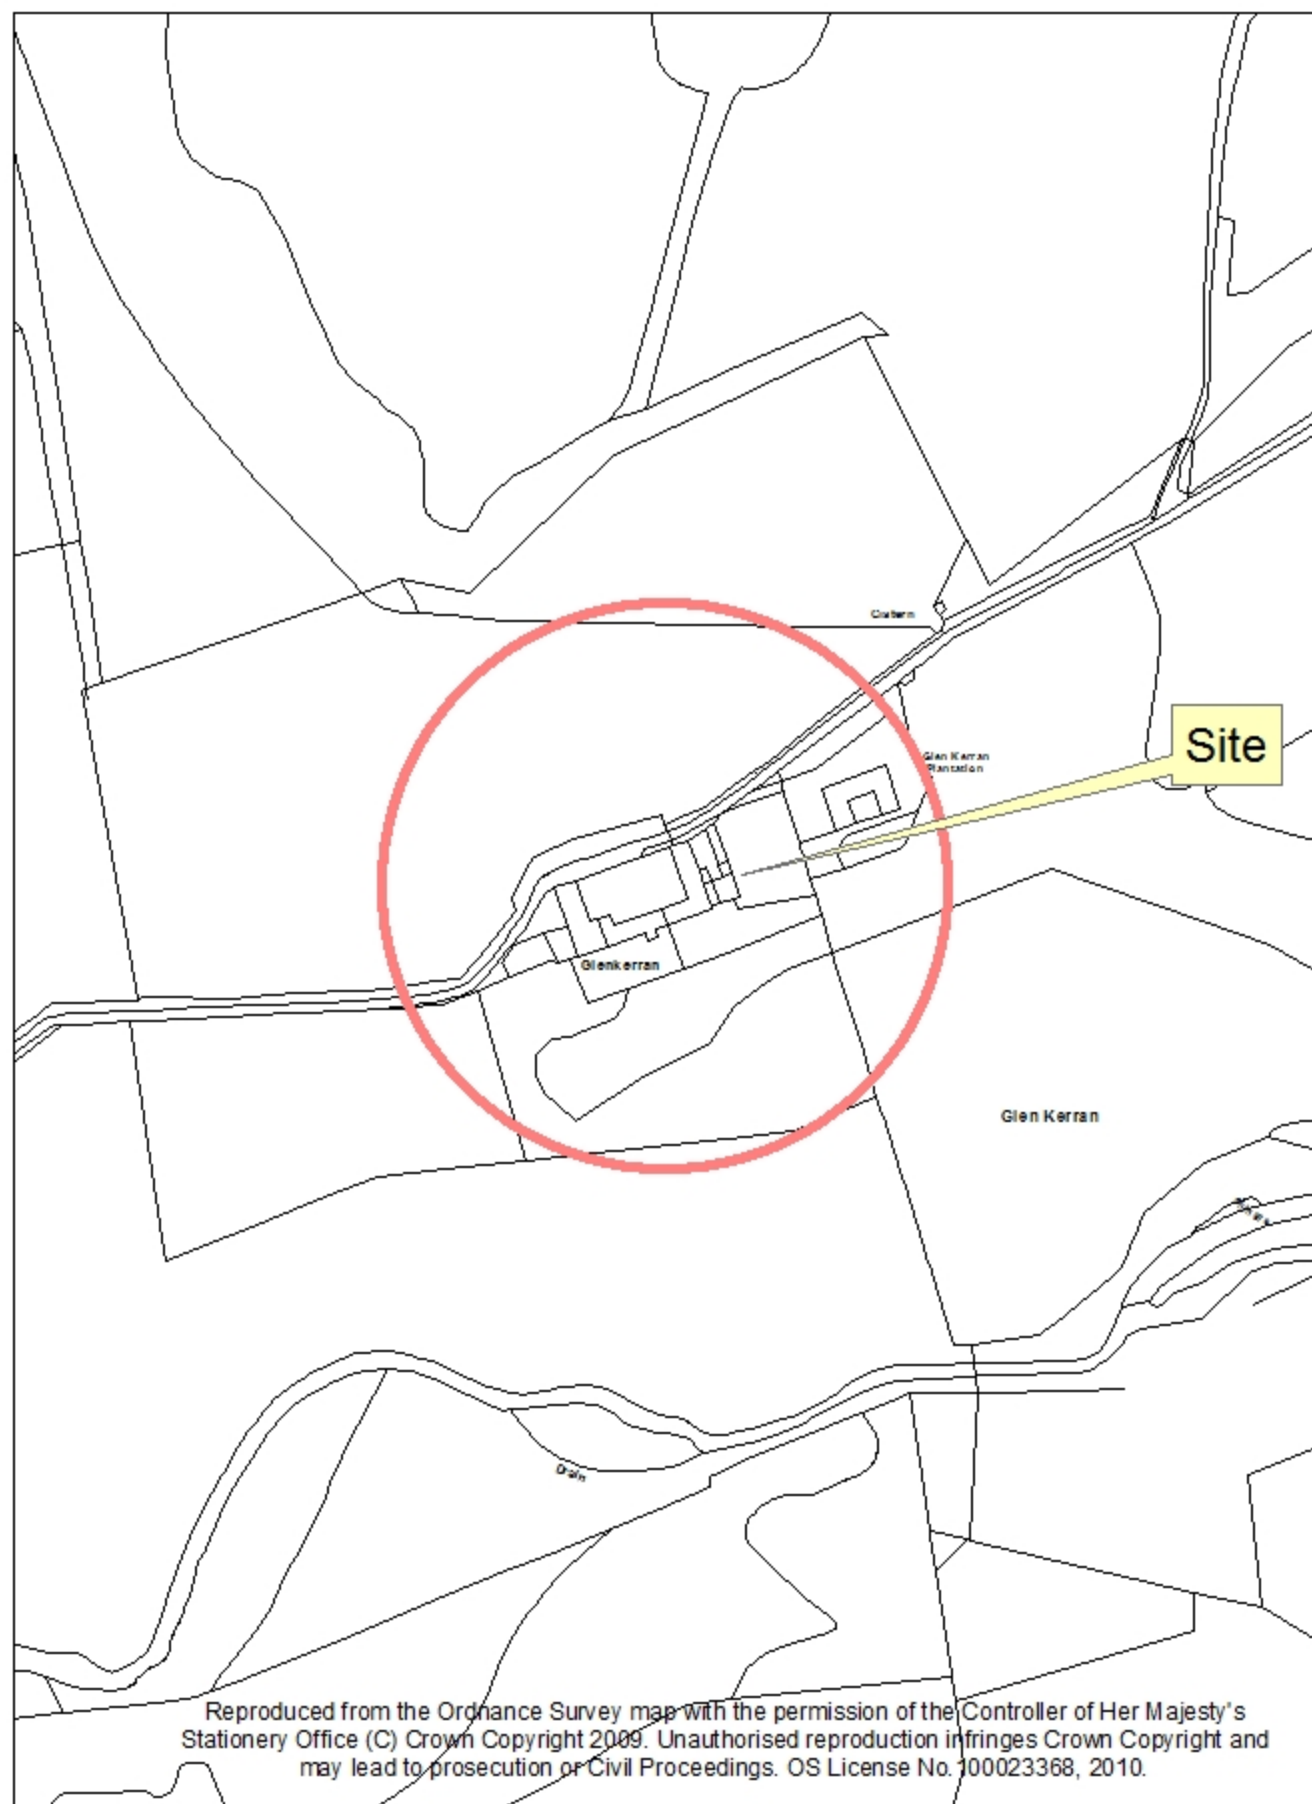 Cistern
Site
Glen Kerran
Plantation
Glenkerran
Glen Kerran
Drain
Reproduced from the Ordnance Survey map with the permission of the Controller of Her Majesty's
Stationery Office (C) Crown Copyright 2009. Unauthorised reproduction infringes Crown Copyright and
may lead to prosecution or Civil Proceedings. OS License No. 100023368, 2010.